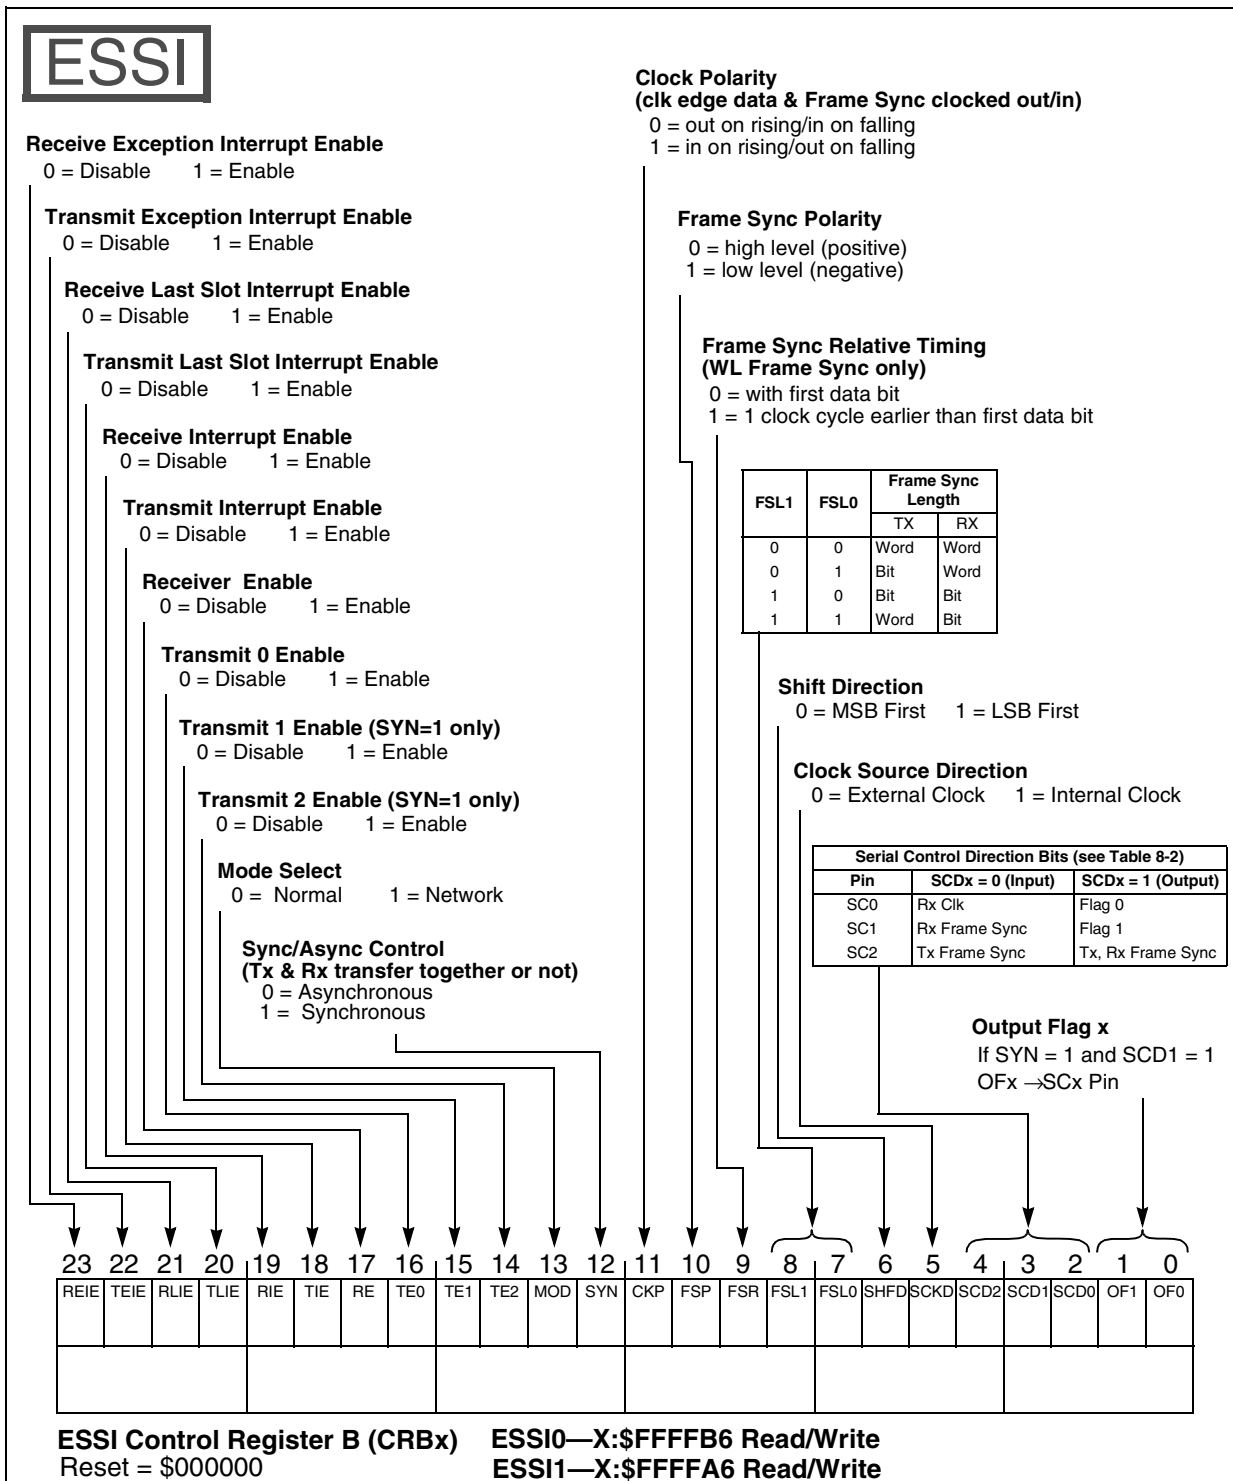 ESSI
Receive Exception Interrupt Enable
0 = Disable 1 = Enable
Transmit Exception Interrupt Enable
0 = Disable 1 = Enable
Receive Last Slot Interrupt Enable
0 = Disable 1 = Enable
Transmit Last Slot Interrupt Enable
0 = Disable 1 = Enable
Receive Interrupt Enable
0 = Disable 1 = Enable
Transmit Interrupt Enable
0 = Disable 1 = Enable
Receiver Enable
0 = Disable 1 = Enable
Transmit 0 Enable
0 = Disable 1 = Enable
Transmit 1 Enable (SYN=1 only)
0 = Disable 1 = Enable
Transmit 2 Enable (SYN=1 only)
0 = Disable 1 = Enable
Mode Select
0 = Normal 1 = Network
Sync/Async Control
(Tx & Rx transfer together or not)
0 = Asynchronous
1 = Synchronous
Clock Polarity
(clk edge data & Frame Sync clocked out/in)
0 = out on rising/in on falling
1 = in on rising/out on falling
Frame Sync Polarity
0 = high level (positive)
1 = low level (negative)
Frame Sync Relative Timing
(WL Frame Sync only)
0 = with first data bit
1 = 1 clock cycle earlier than first data bit
FSL1 FSL0 Frame Sync Length
TX RX
0 0 Word Word
0 1 Bit Word
1 0 Bit Bit
1 1 Word Bit
Shift Direction
0 = MSB First 1 = LSB First
Clock Source Direction
0 = External Clock 1 = Internal Clock
Serial Control Direction Bits (see Table 8-2)
Pin SCDx = 0 (Input) SCDx = 1 (Output)
SC0 Rx Clk Flag 0
SC1 Rx Frame Sync Flag 1
SC2 Tx Frame Sync Tx, Rx Frame Sync
Output Flag x
If SYN = 1 and SCD1 = 1
OFx →SCx Pin
23 22 21 20 19 18 17 16 15 14 13 12 11 10 9 8 7 6 5 4 3 2 1 0
REIE TEIE RLIE TLIE RIE TIE RE TE0 TE1 TE2 MOD SYN CKP FSP FSR FSL1 FSL0 SHFD SCKD SCD2 SCD1 SCD0 OF1 OF0
ESSI Control Register B (CRBx) ESSI0—X:$FFFFB6 Read/Write
Reset = $000000 ESSI1—X:$FFFFA6 Read/Write